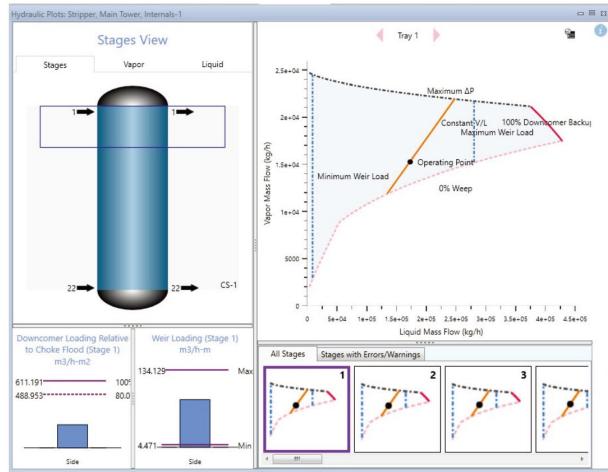 Hydraulic Plots: Stripper, Main Tower, Internals-1
Stages View
Stages Vapor Liquid
1 1
22 22 CS-1
Downcomer Loading Relative
to Choke Flood (Stage 1)
m3/h-m2
611.191 100%
488.953 80.0
Side
Weir Loading (Stage 1)
m3/h-m
134.129 Max
4.471 Min
Side
Tray 1
Vapor Mass Flow (kg/h)
2.5e+04
2e+04
1.5e+04
1e+04
5000
0
Maximum ΔP
Constant V/L 100% Downcomer Backup
Maximum Weir Load
Operating Point
Minimum Weir Load
0% Weep
0 5e+04 1e+05 1.5e+05 2e+05 2.5e+05 3e+05 3.5e+05 4e+05 4.5e+05
Liquid Mass Flow (kg/h)
All Stages Stages with Errors/Warnings
1 2 3